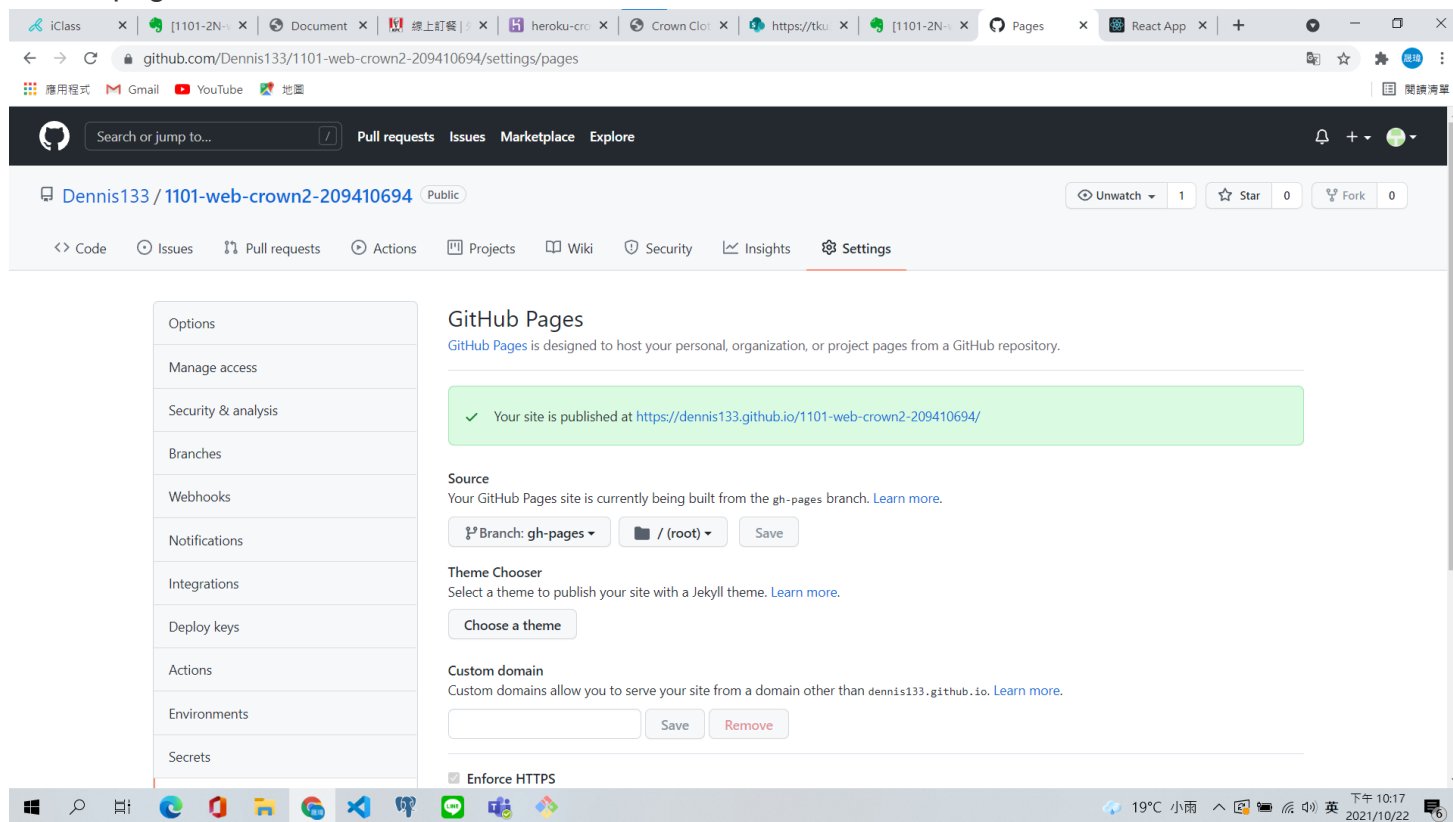 iClass
[1101-2N-
Document
線上訂餐 |
heroku-cro
Crown Clot
https://tku
[1101-2N-
Pages
React App
github.com/Dennis133/1101-web-crown2-209410694/settings/pages
晟瑋
應用程式
Gmail
YouTube
地圖
閱讀清單
Search or jump to...
/
Pull requests
Issues
Marketplace
Explore
Dennis133 / 1101-web-crown2-209410694
Public
Unwatch
1
Star
0
Fork
0
Code
Issues
Pull requests
Actions
Projects
Wiki
Security
Insights
Settings
Options
Manage access
Security & analysis
Branches
Webhooks
Notifications
Integrations
Deploy keys
Actions
Environments
Secrets
GitHub Pages
GitHub Pages is designed to host your personal, organization, or project pages from a GitHub repository.
Your site is published at https://dennis133.github.io/1101-web-crown2-209410694/
Source
Your GitHub Pages site is currently being built from the gh-pages branch. Learn more.
Branch: gh-pages
/ (root)
Save
Theme Chooser
Select a theme to publish your site with a Jekyll theme. Learn more.
Choose a theme
Custom domain
Custom domains allow you to serve your site from a domain other than dennis133.github.io. Learn more.
Save
Remove
Enforce HTTPS
LINE
19°C 小雨
英
下午 10:17
2021/10/22
6